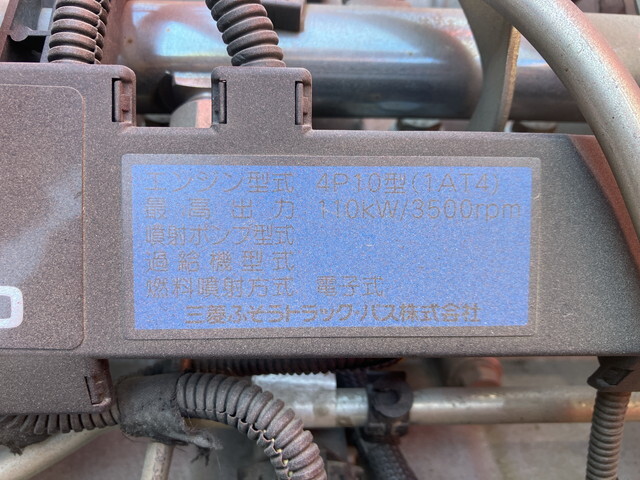 エンジン型式 4P10型(1AT4)
最高出力 110kW/3500rpm
噴射ポンプ型式
過給機型式
燃料噴射方式 電子式
三菱ふそうトラック・バス株式会社